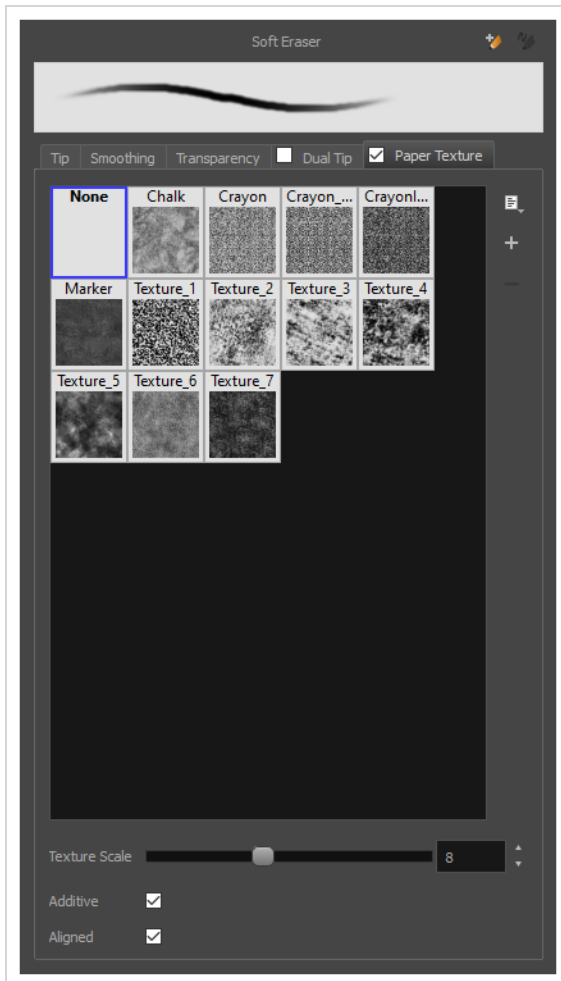 Soft Eraser
Tip Smoothing Transparency Dual Tip Paper Texture
None Chalk Crayon Crayon_... Crayonl...
Marker Texture_1 Texture_2 Texture_3 Texture_4
Texture_5 Texture_6 Texture_7
Texture Scale 8
Additive
Aligned